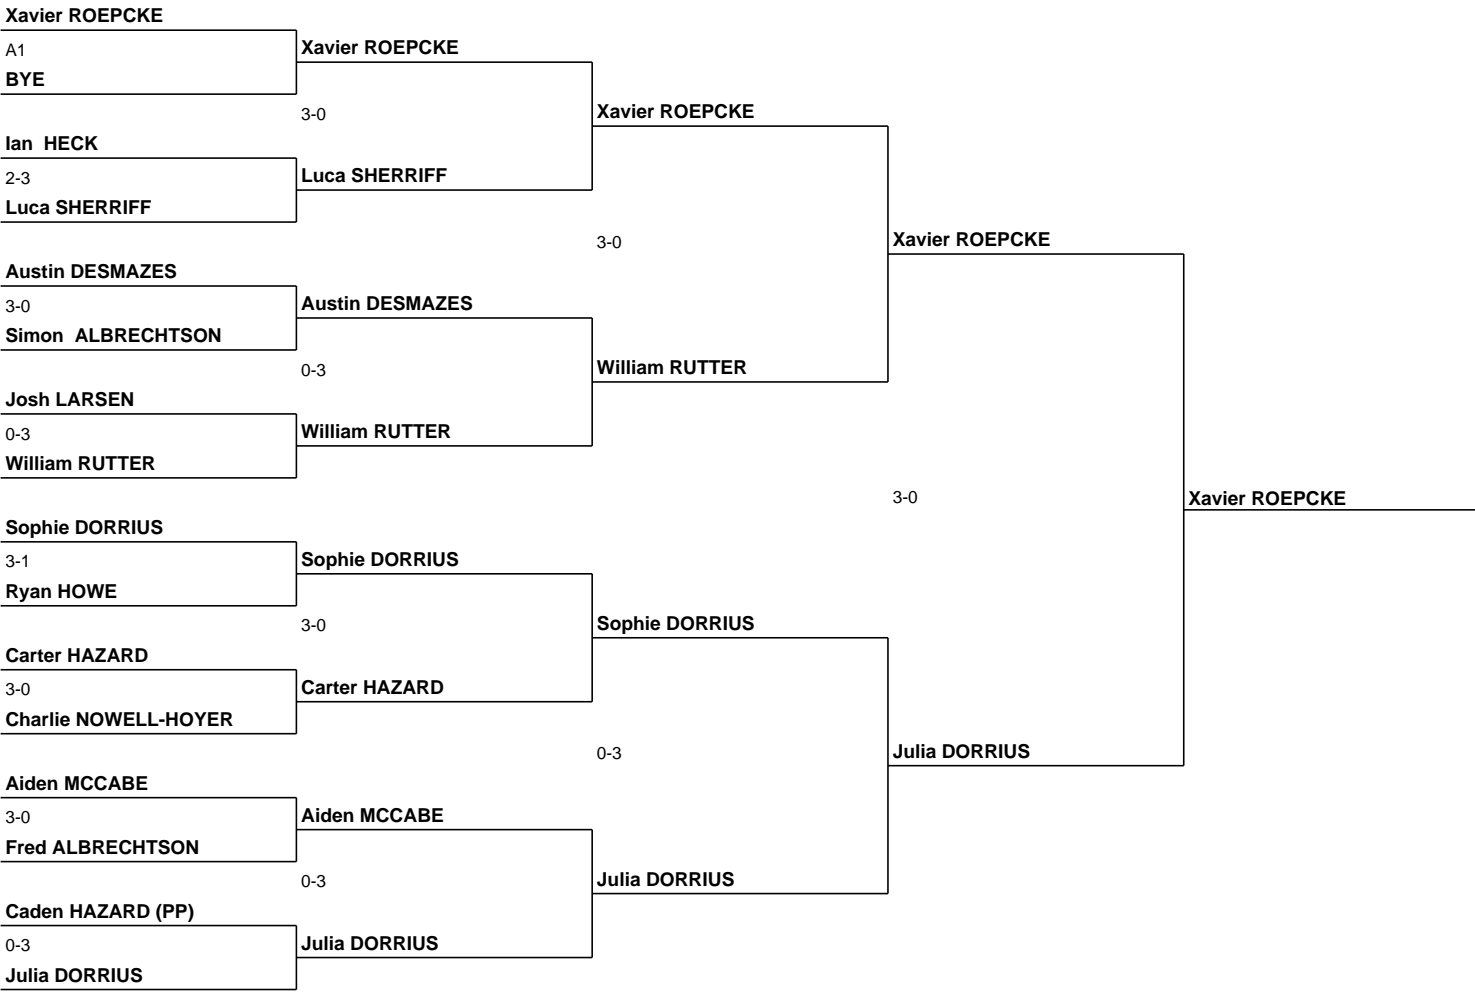 Xavier ROEPCKE
A1
BYE
Ian  HECK
2-3
Luca SHERRIFF
Austin DESMAZES
3-0
Simon  ALBRECHTSON
Josh LARSEN
0-3
William RUTTER
Sophie DORRIUS
3-1
Ryan HOWE
Carter HAZARD
3-0
Charlie NOWELL-HOYER
Aiden MCCABE
3-0
Fred ALBRECHTSON
Caden HAZARD (PP)
0-3
Julia DORRIUS
Xavier ROEPCKE
3-0
Luca SHERRIFF
Austin DESMAZES
0-3
William RUTTER
Sophie DORRIUS
3-0
Carter HAZARD
Aiden MCCABE
0-3
Julia DORRIUS
Xavier ROEPCKE
3-0
William RUTTER
Sophie DORRIUS
0-3
Julia DORRIUS
Xavier ROEPCKE
3-0
Julia DORRIUS
Xavier ROEPCKE